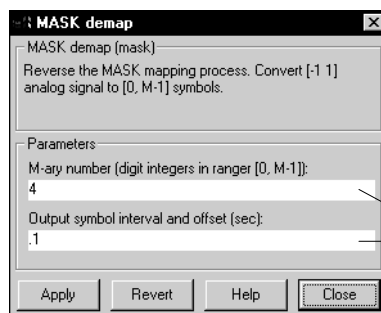 MASK demap
MASK demap (mask)
Reverse the MASK mapping process. Convert [-1 1]
analog signal to [0, M-1] symbols.
Parameters
M-ary number (digit integers in ranger [0, M-1]):
4
Output symbol interval and offset (sec):
.1
Apply Revert Help Close